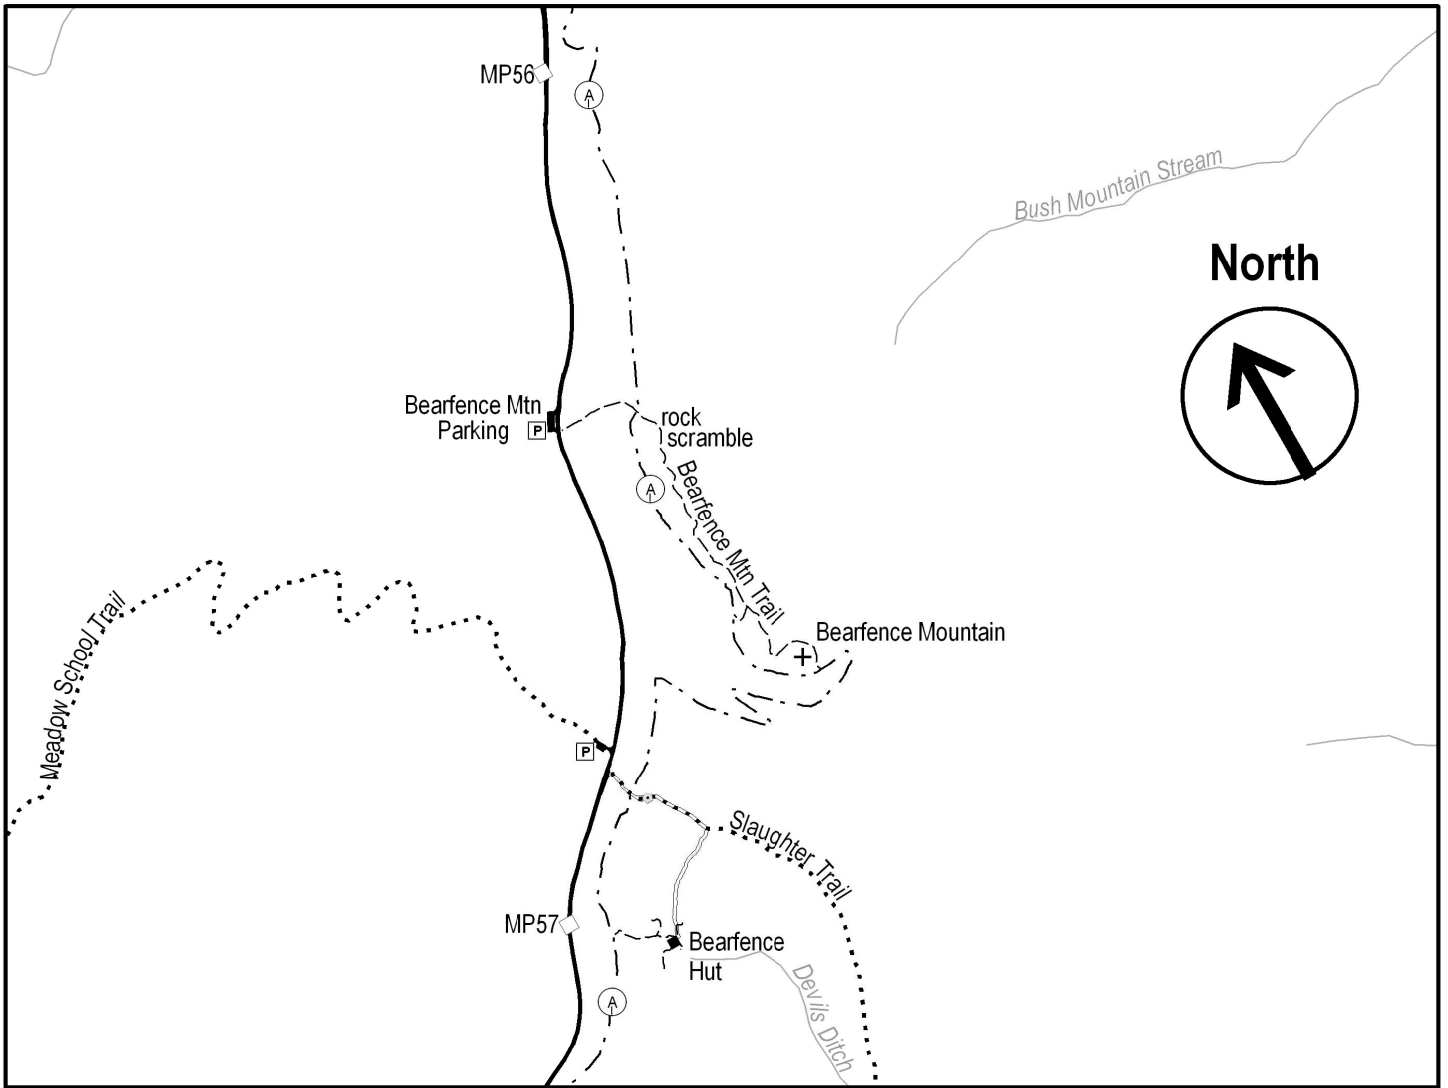 MP56
A
Bush Mountain Stream
North
Bearfence Mtn
Parking
P
rock
scramble
A
Bearfence Mtn Trail
Bearfence Mountain
Meadow School Trail
P
Slaughter Trail
MP57
Bearfence
Hut
A
Devils Ditch